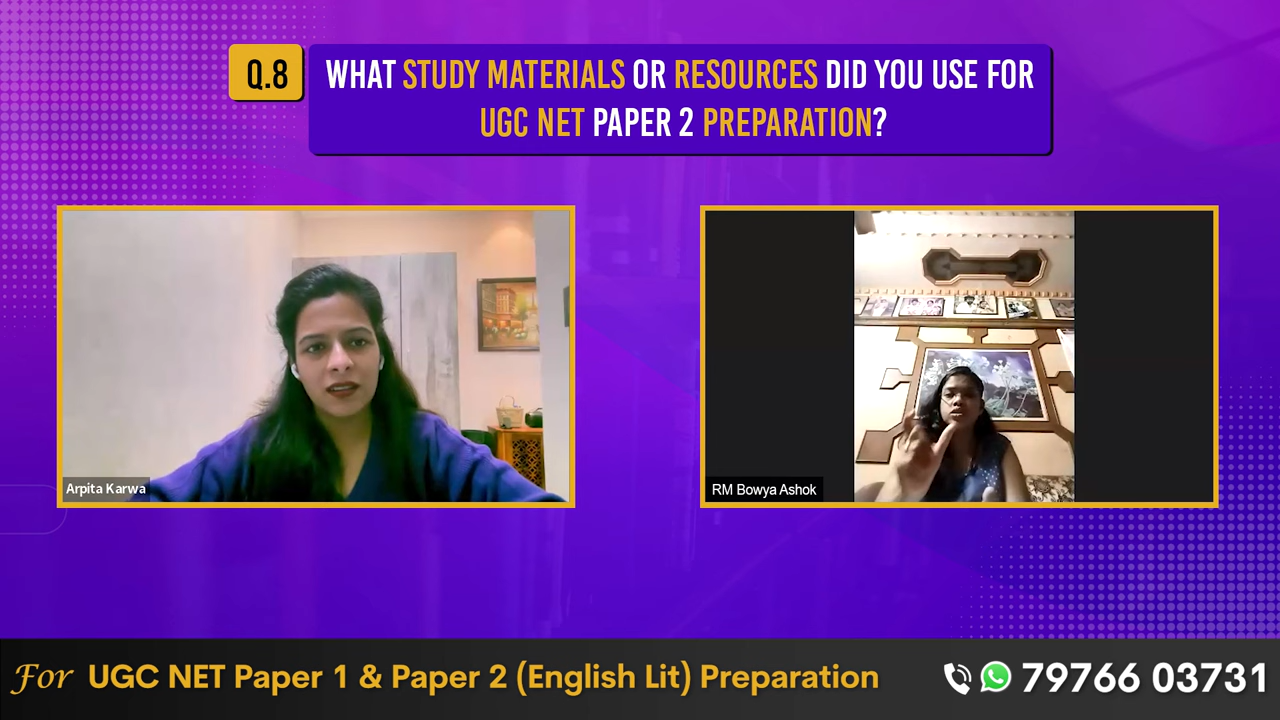 Q.8
WHAT STUDY MATERIALS OR RESOURCES DID YOU USE FOR
UGC NET PAPER 2 PREPARATION?
Arpita Karwa
RM Bowya Ashok
For UGC NET Paper 1 & Paper 2 (English Lit) Preparation
79766 03731